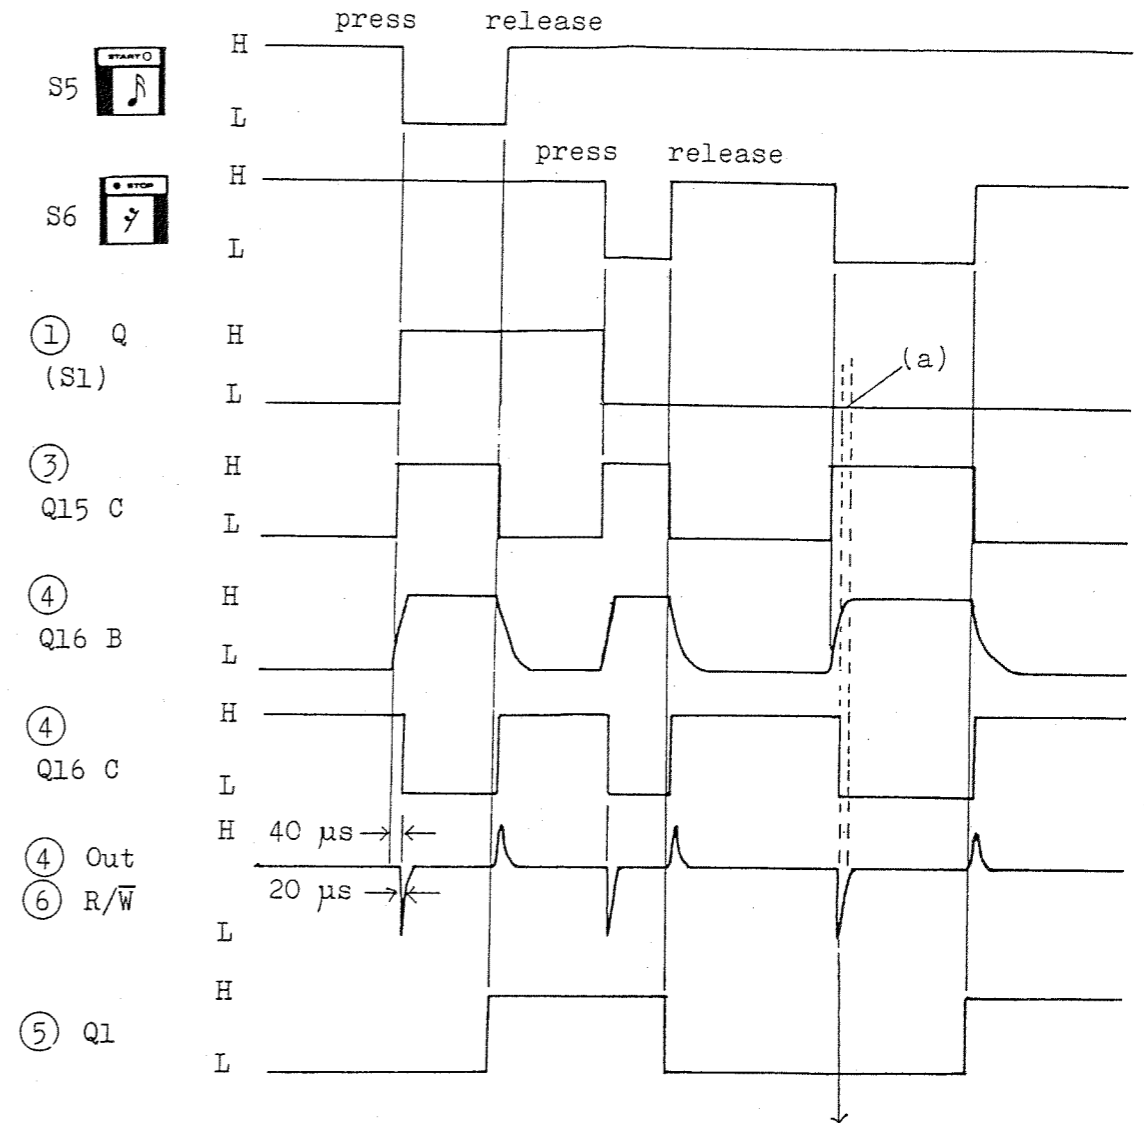 press release
H
START
S5
L
press release
H
STOP
S6
L
① Q H
(S1)
L
(a)
③ H
Q15 C
L
④ H
Q16 B
L
④ H
Q16 C
L
H 40 μs
④ Out
⑥ R/W̅ 20 μs
L
H
⑤ Q1
L